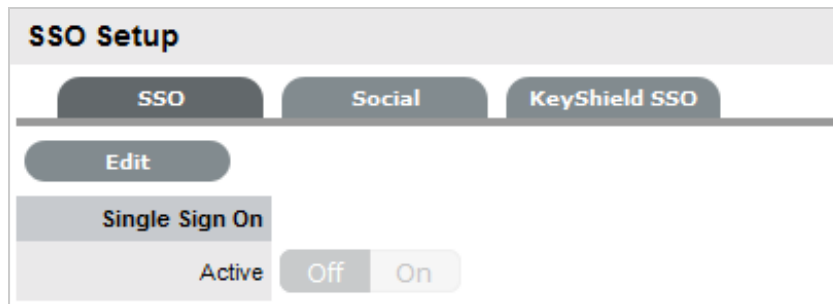 SSO Setup
SSO Social KeyShield SSO
Edit
Single Sign On
Active Off On